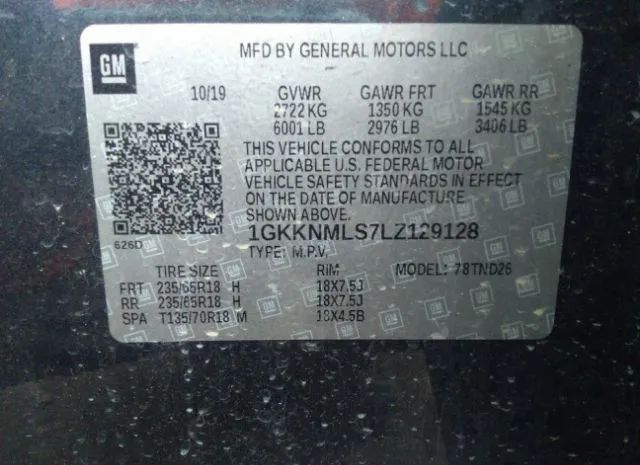 GM
MFD BY GENERAL MOTORS LLC
10/19 GVWR GAWR FRT GAWR RR
2722 KG 1350 KG 1545 KG
6001 LB 2976 LB 3406 LB
THIS VEHICLE CONFORMS TO ALL
APPLICABLE U.S. FEDERAL MOTOR
VEHICLE SAFETY STANDARDS IN EFFECT
ON THE DATE OF MANUFACTURE
SHOWN ABOVE.
626D
1GKKNMLS7LZ129128
TYPE: M.P.V. MODEL: 78TND26
TIRE SIZE RIM
FRT 235/65R18 H 18X7.5J
RR 235/65R18 H 18X7.5J
SPA T135/70R18 M 18X4.5B